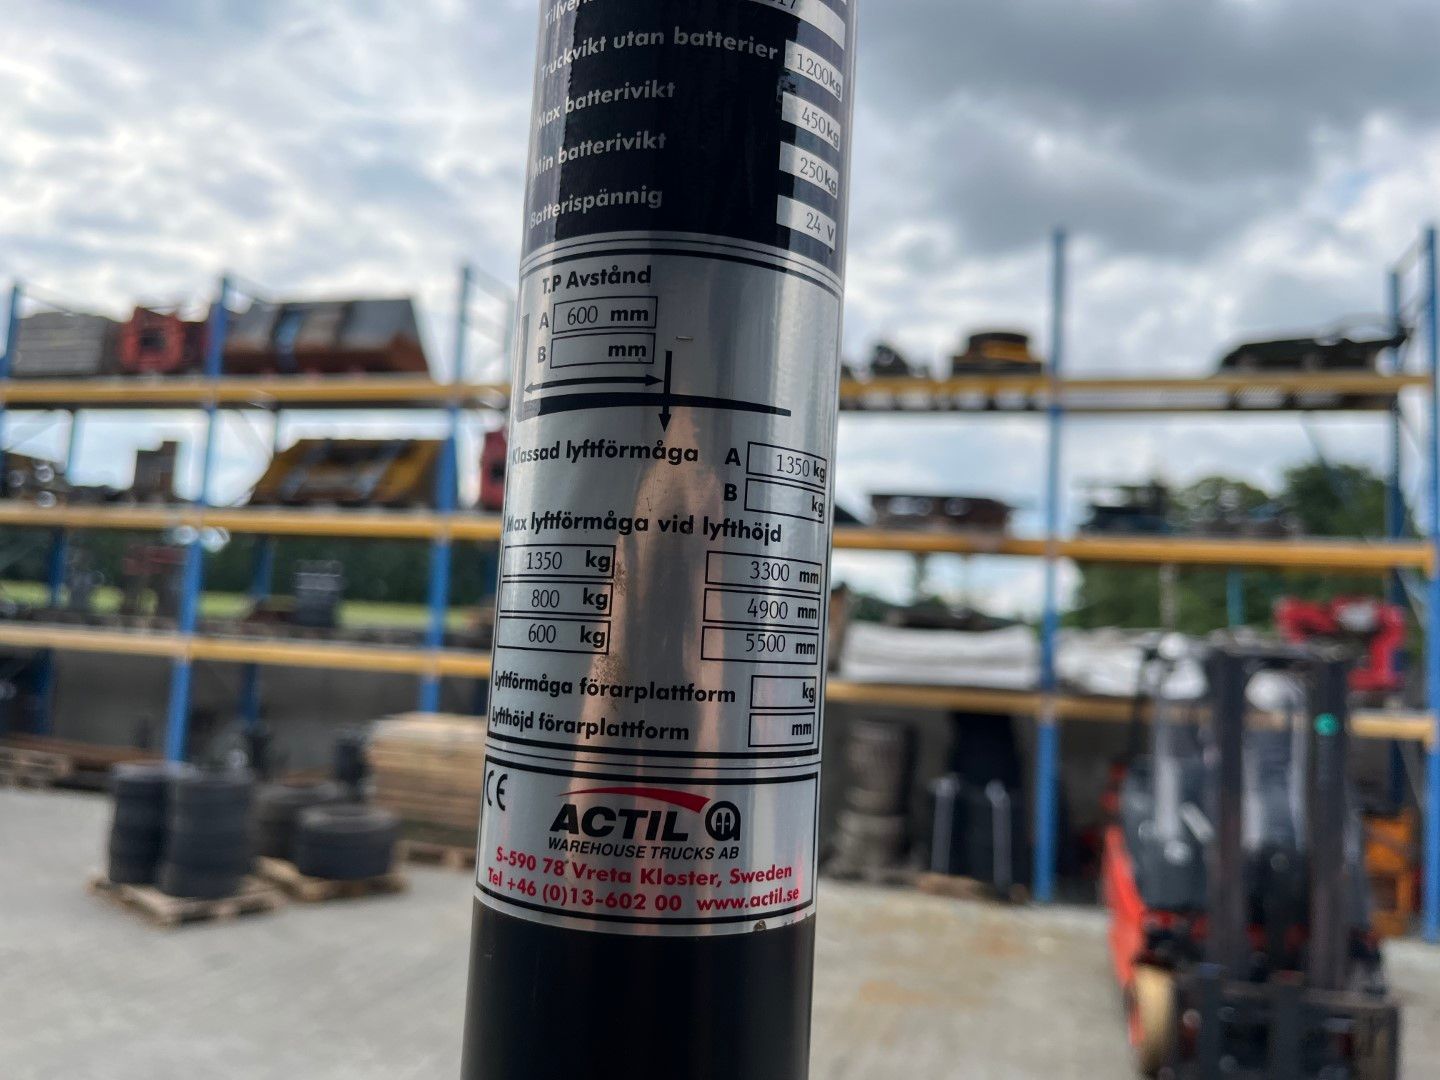 Truckvikt utan batterier 1200kg
Max batterivikt 450kg
Min batterivikt 250kg
Batterispännig 24 V
T.P Avstånd
A 600 mm
B mm
Klassad lyftförmåga A 1350 kg
B kg
Max lyftförmåga vid lyfthöjd
1350 kg 3300 mm
800 kg 4900 mm
600 kg 5500 mm
Lyftförmåga förarplattform kg
Lyfthöjd förarplattform mm
CE
ACTIL
WAREHOUSE TRUCKS AB
S-590 78 Vreta Kloster, Sweden
Tel +46 (0)13-602 00 www.actil.se